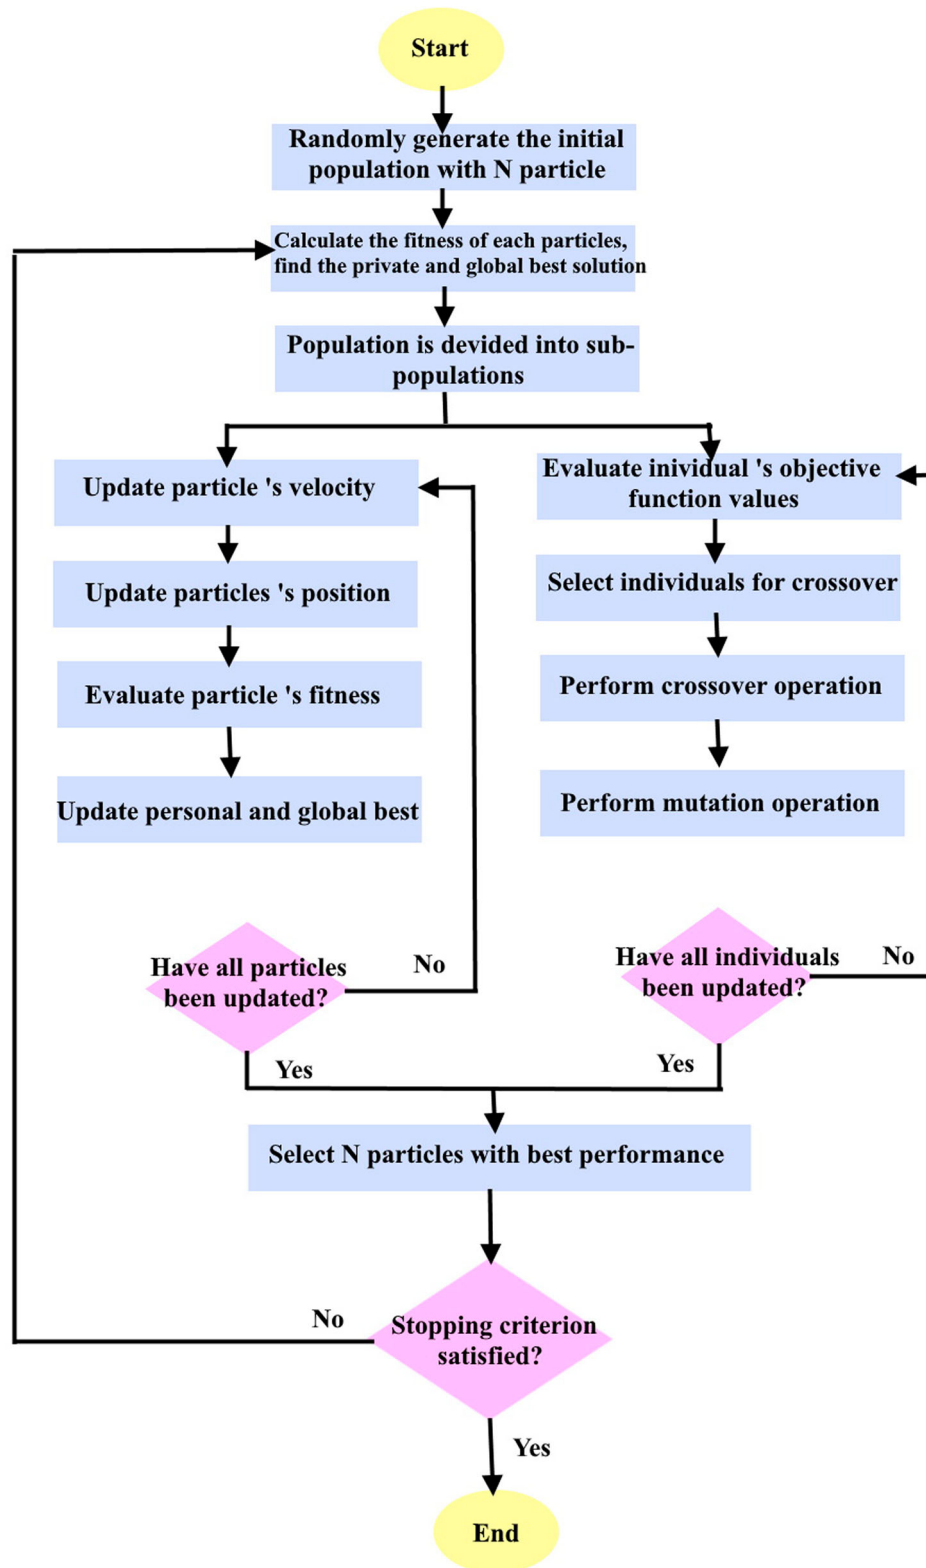 Start
Randomly generate the initial
population with N particle
Calculate the fitness of each particles,
find the private and global best solution
Population is devided into sub-
populations
Update particle 's velocity
Update particles 's position
Evaluate particle 's fitness
Update personal and global best
Have all particles
been updated?
No
Yes
Evaluate inividual 's objective
function values
Select individuals for crossover
Perform crossover operation
Perform mutation operation
Have all individuals
been updated?
No
Yes
Select N particles with best performance
Stopping criterion
satisfied?
No
Yes
End